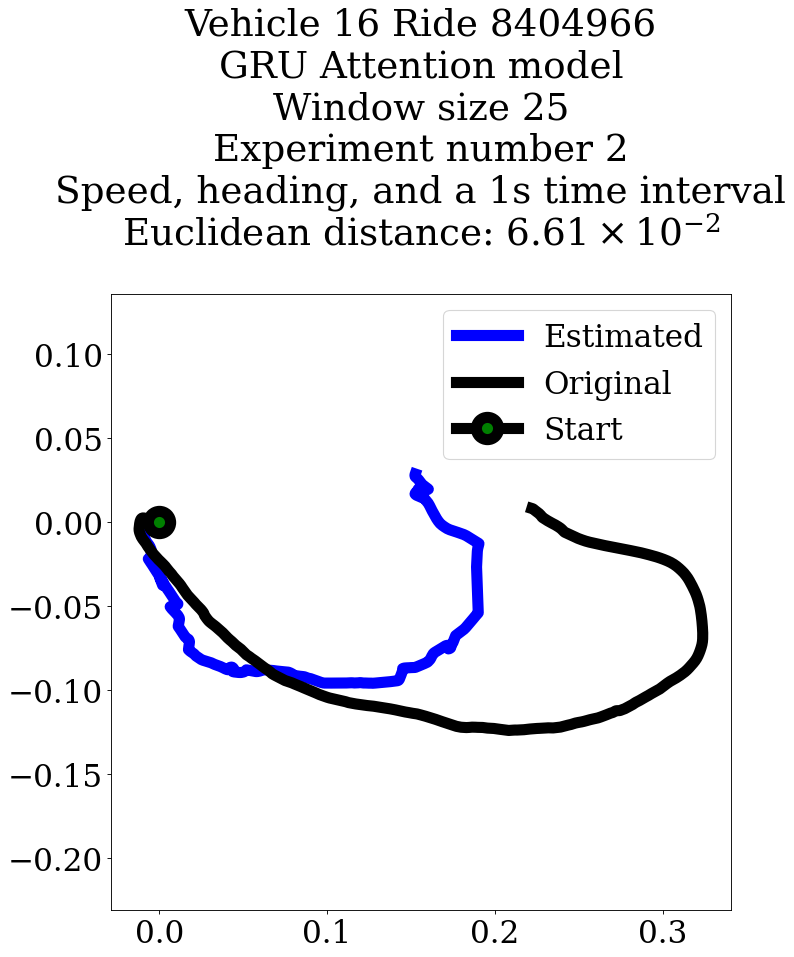 Vehicle 16 Ride 8404966
GRU Attention model
Window size 25
Experiment number 2
Speed, heading, and a 1s time interval
Euclidean distance: 6.61 × 10⁻²
Estimated
Original
Start
0.10
0.05
0.00
−0.05
−0.10
−0.15
−0.20
0.0 0.1 0.2 0.3